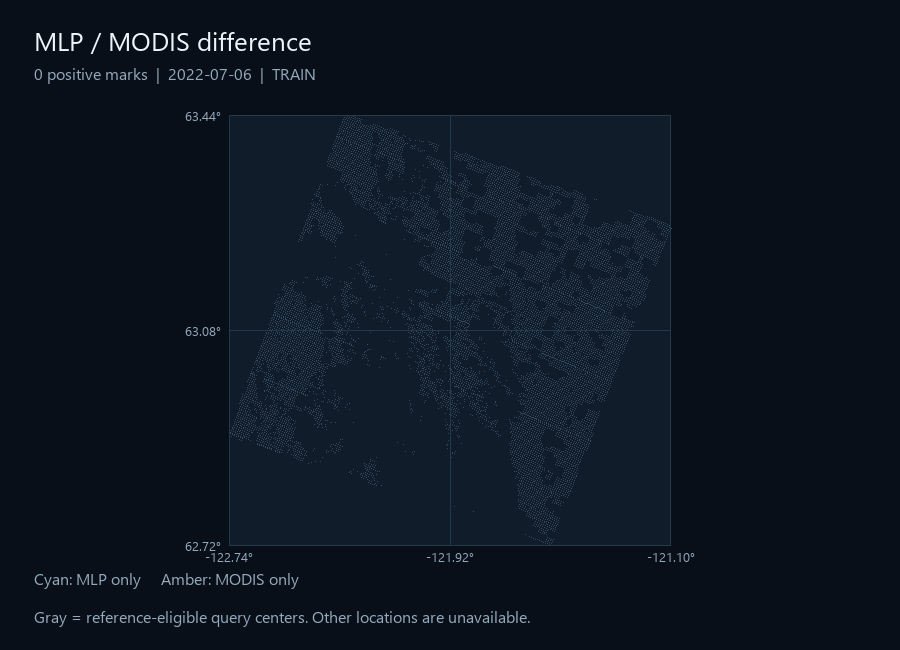 MLP / MODIS difference
0 positive marks | 2022-07-06 | TRAIN
63.44°
63.08°
62.72°
-122.74° -121.92° -121.10°
Cyan: MLP only Amber: MODIS only
Gray = reference-eligible query centers. Other locations are unavailable.